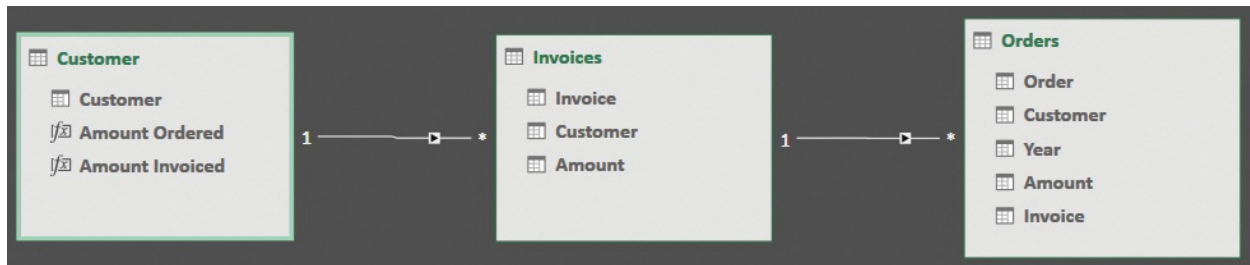 Customer
Customer
Amount Ordered
Amount Invoiced
1
*
Invoices
Invoice
Customer
Amount
1
*
Orders
Order
Customer
Year
Amount
Invoice